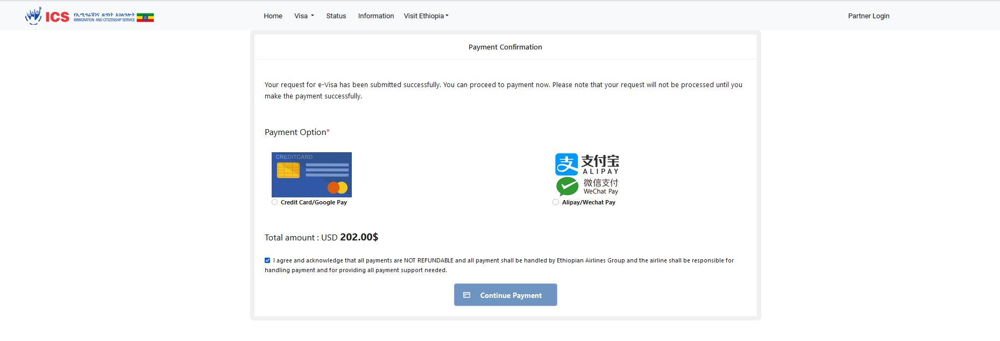 ICS
የኢሚግሬሽንና ዜግነት አገልግሎት
IMMIGRATION AND CITIZENSHIP SERVICE
Home Visa Status Information Visit Ethiopia Partner Login
Payment Confirmation
Your request for e-Visa has been submitted successfully. You can proceed to payment now. Please note that your request will not be processed until you
make the payment successfully.
Payment Option*
CREDITCARD
支 支付宝
ALIPAY
微信支付
WeChat Pay
Credit Card/Google Pay Alipay/Wechat Pay
Total amount : USD 202.00$
I agree and acknowledge that all payments are NOT REFUNDABLE and all payment shall be handled by Ethiopian Airlines Group and the airline shall be responsible for
handling payment and for providing all payment support needed.
Continue Payment